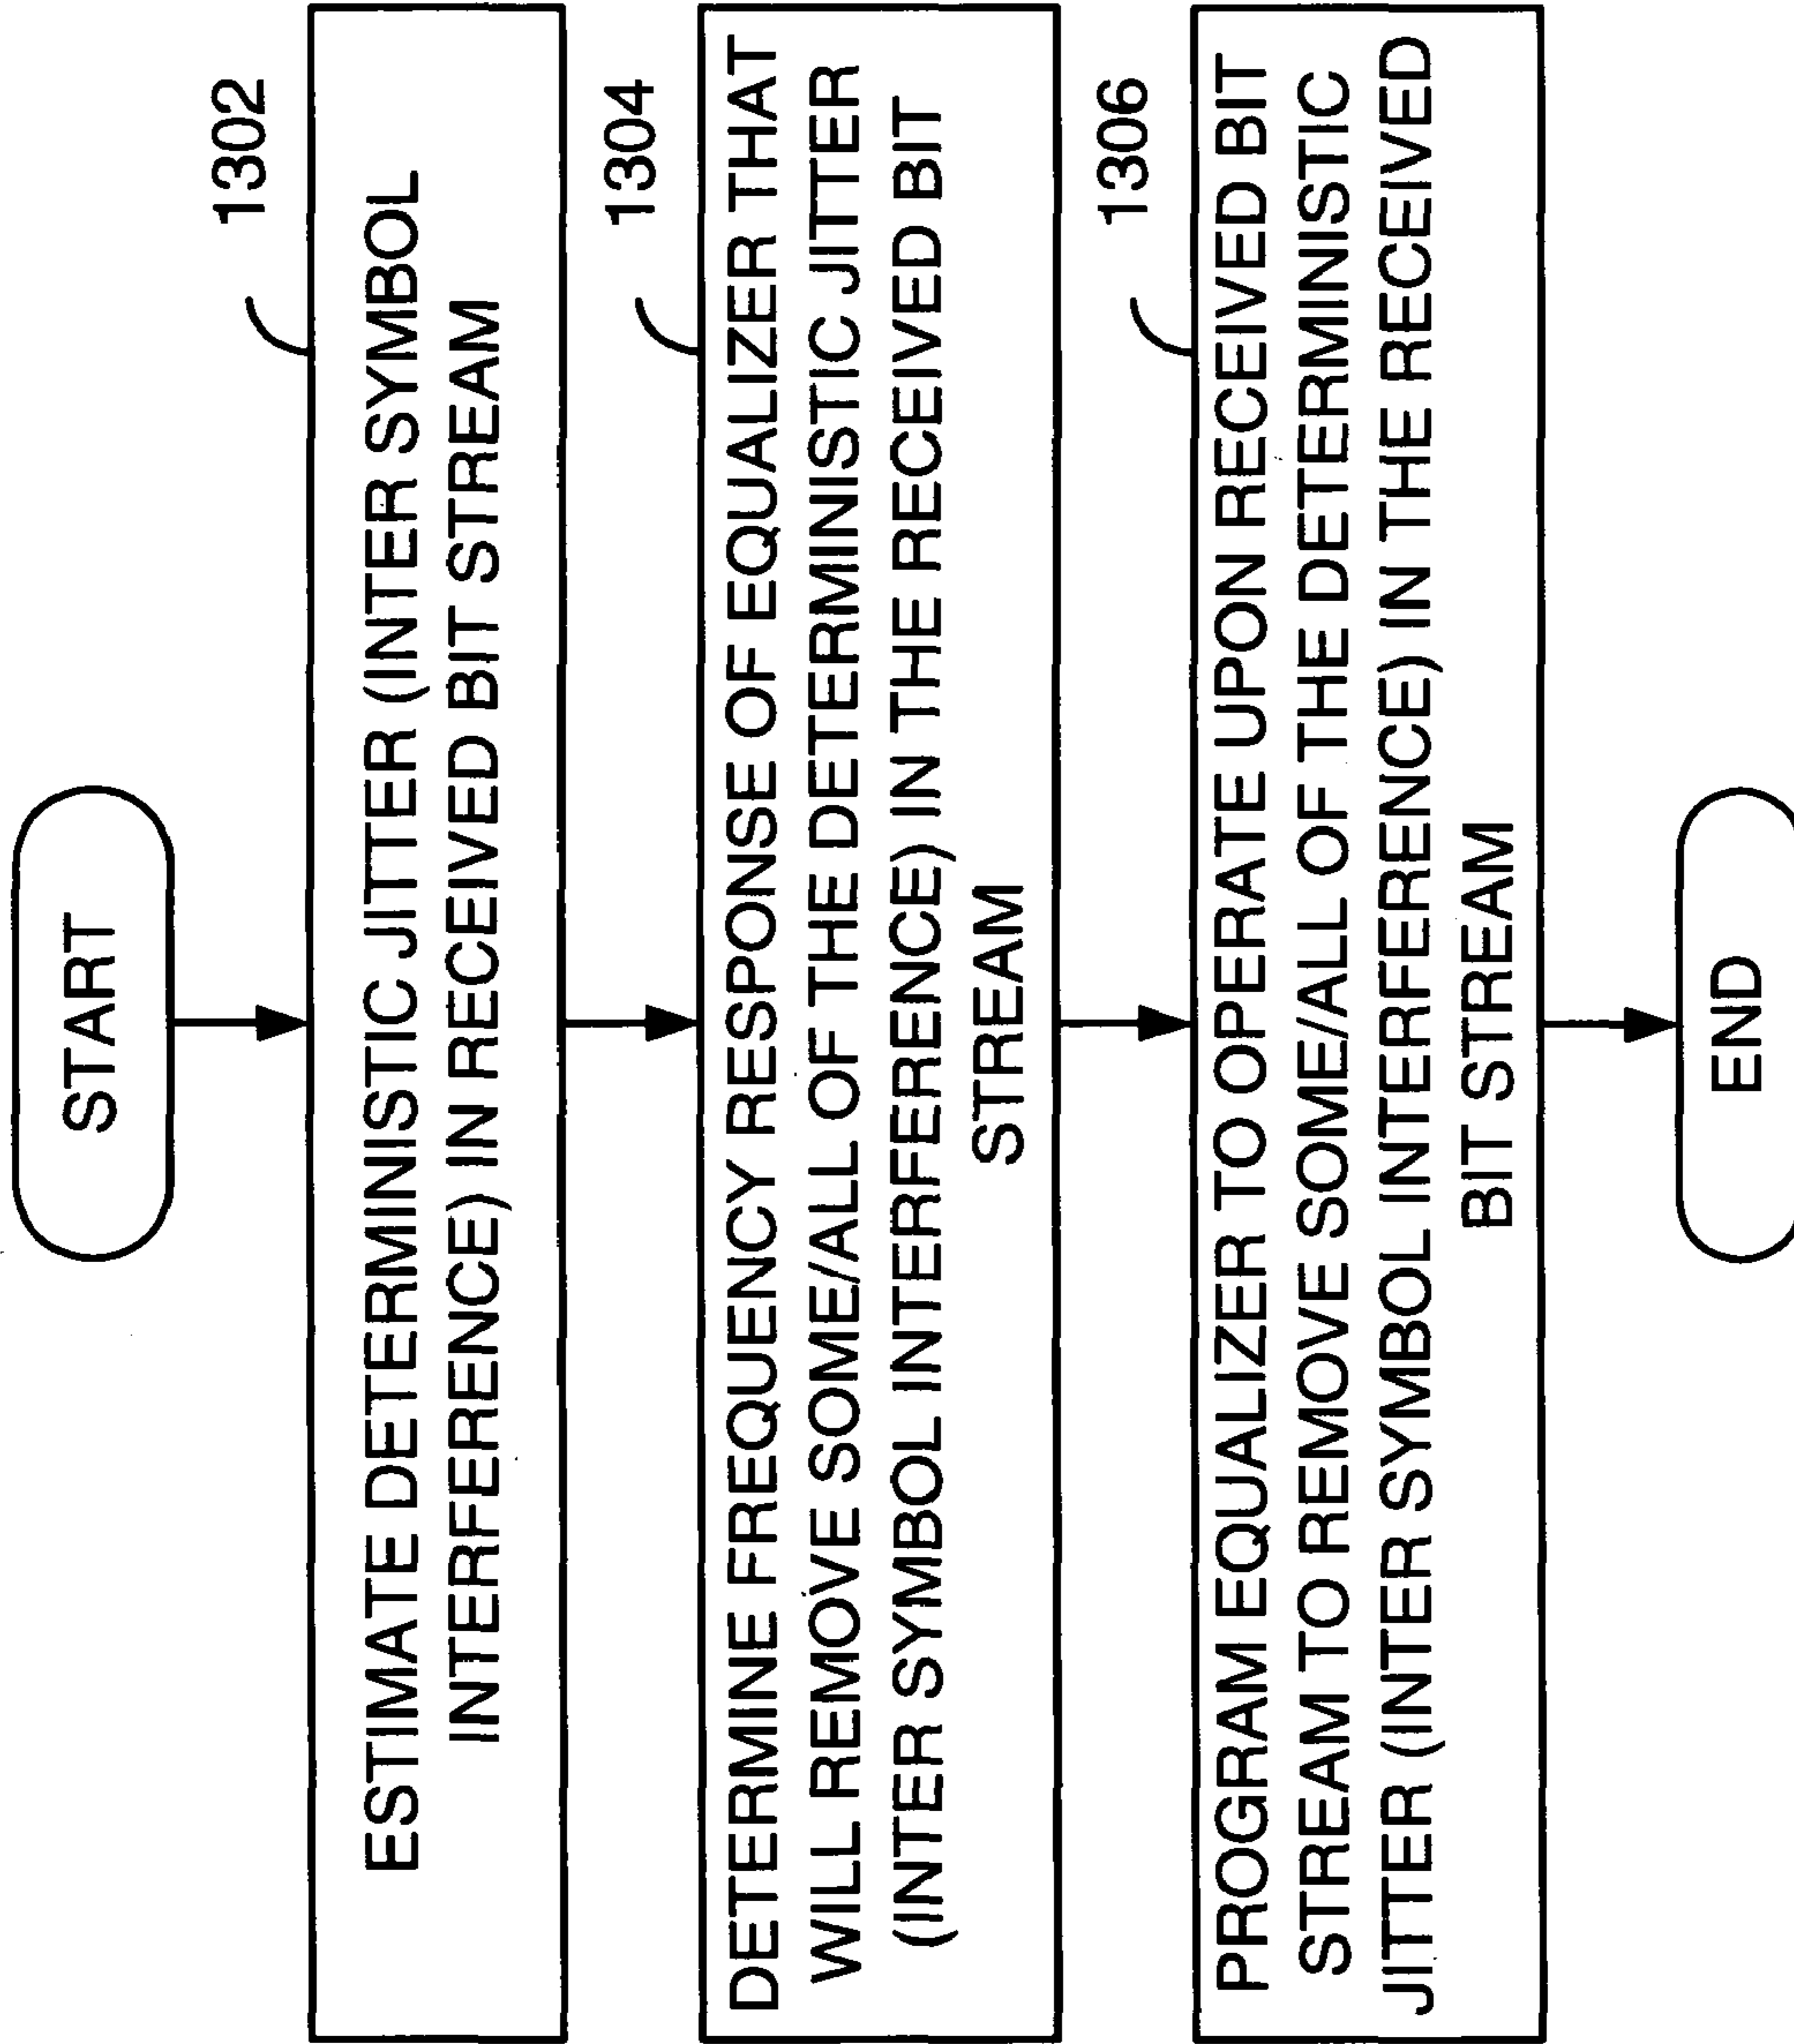 START
1302
ESTIMATE DETERMINISTIC JITTER (INTER SYMBOL
INTERFERENCE) IN RECEIVED BIT STREAM
1304
DETERMINE FREQUENCY RESPONSE OF EQUALIZER THAT
WILL REMOVE SOME/ALL OF THE DETERMINISTIC JITTER
(INTER SYMBOL INTERFERENCE) IN THE RECEIVED BIT
STREAM
1306
PROGRAM EQUALIZER TO OPERATE UPON RECEIVED BIT
STREAM TO REMOVE SOME/ALL OF THE DETERMINISTIC
JITTER (INTER SYMBOL INTERFERENCE) IN THE RECEIVED
BIT STREAM
END